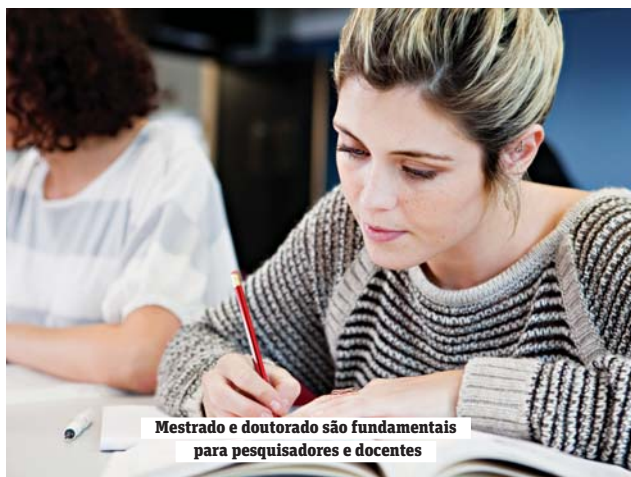 Mestrado e doutorado são fundamentais
para pesquisadores e docentes